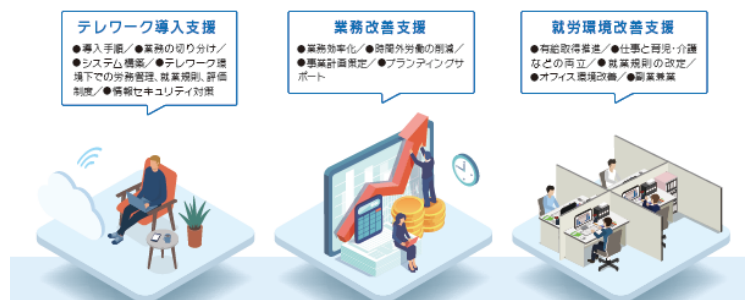 テレワーク導入支援
●導入手順／●業務の切り分け／
●システム構築／●テレワーク環
境下での労務管理、就業規則、評価
制度／●情報セキュリティ対策
業務改善支援
●業務効率化／●時間外労働の削減／
●事業計画策定／●ブランディングサ
ポート
就労環境改善支援
●有給取得推進／●仕事と育児・介護
などの両立／●就業規則の改定／
●オフィス環境改善／●副業兼業